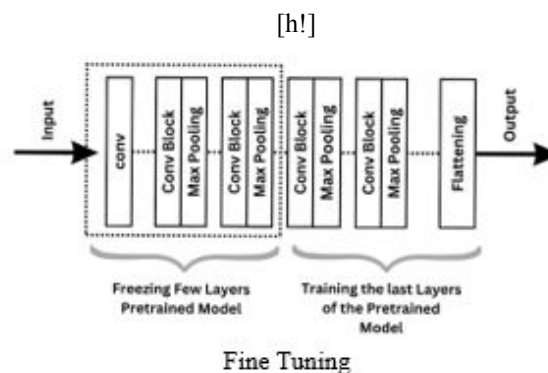 [h!]
Input
conv
Conv Block
Max Pooling
Conv Block
Max Pooling
Conv Block
Max Pooling
Conv Block
Max Pooling
Flattening
Output
Freezing Few Layers
Pretrained Model
Training the last Layers
of the Pretrained
Model
Fine Tuning